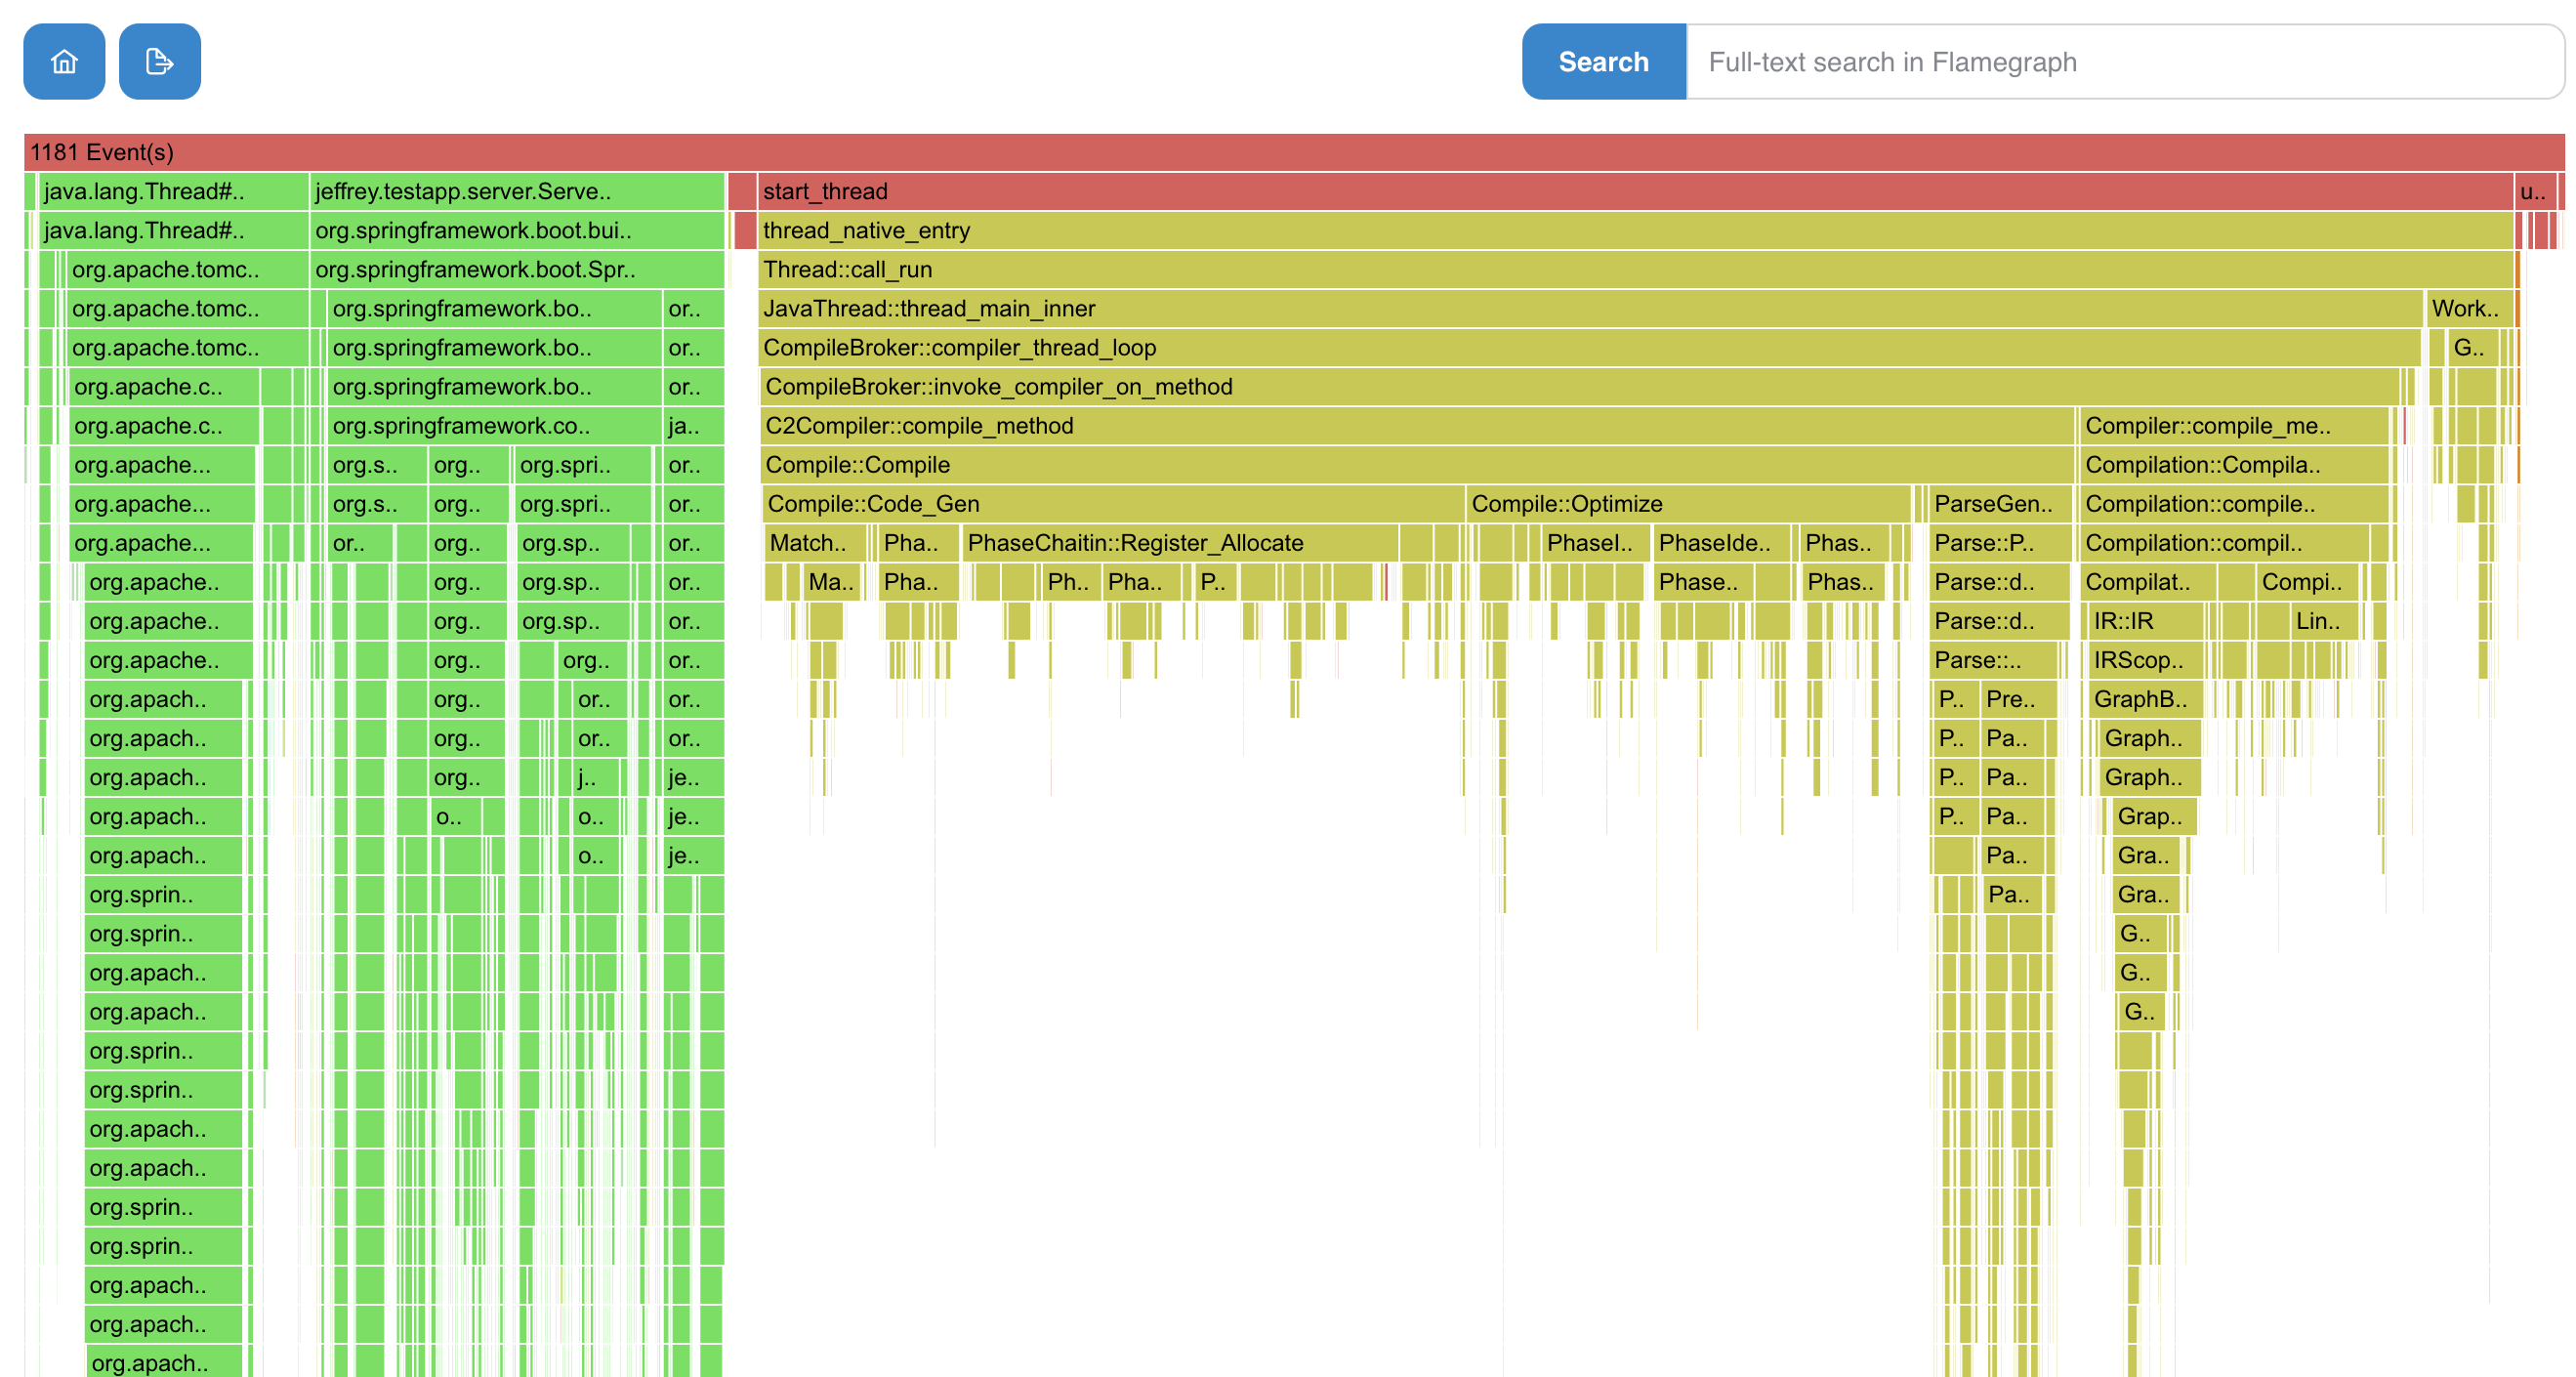 Search Full-text search in Flamegraph
1181 Event(s)
java.lang.Thread#.. jeffrey.testapp.server.Serve.. start_thread u..
java.lang.Thread#.. org.springframework.boot.bui.. thread_native_entry
org.apache.tomc.. org.springframework.boot.Spr.. Thread::call_run
org.apache.tomc.. org.springframework.bo.. or.. JavaThread::thread_main_inner Work..
org.apache.tomc.. org.springframework.bo.. or.. CompileBroker::compiler_thread_loop G..
org.apache.c.. org.springframework.bo.. or.. CompileBroker::invoke_compiler_on_method
org.apache.c.. org.springframework.co.. ja.. C2Compiler::compile_method Compiler::compile_me..
org.apache... org.s.. org.. org.spri.. or.. Compile::Compile Compilation::Compila..
org.apache... org.s.. org.. org.spri.. or.. Compile::Code_Gen Compile::Optimize ParseGen.. Compilation::compile..
org.apache... or.. org.. org.sp.. or.. Match.. Pha.. PhaseChaitin::Register_Allocate PhaseI.. PhaseIde.. Phas.. Parse::P.. Compilation::compil..
org.apache.. org.. org.sp.. or.. Ma.. Pha.. Ph.. Pha.. P.. Phase.. Phas.. Parse::d.. Compilat.. Compi..
org.apache.. org.. org.sp.. or.. Parse::d.. IR::IR Lin..
org.apache.. org.. org.. or.. Parse::.. IRScop..
org.apach.. org.. or.. or.. P.. Pre.. GraphB..
org.apach.. org.. or.. or.. P.. Pa.. Graph..
org.apach.. org.. j.. je.. P.. Pa.. Graph..
org.apach.. o.. o.. je.. P.. Pa.. Grap..
org.apach.. o.. je.. Pa.. Gra..
org.sprin.. Pa.. Gra..
org.sprin.. G..
org.apach.. G..
org.apach.. G..
org.sprin..
org.sprin..
org.apach..
org.apach..
org.sprin..
org.sprin..
org.apach..
org.apach..
org.apach..